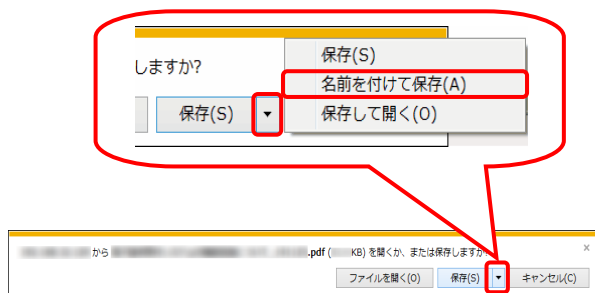 しますか?
保存(S)
保存(S)
名前を付けて保存(A)
保存して開く(O)
から .pdf ( KB) を開くか、または保存しますか?
ファイルを開く(O) 保存(S) キャンセル(C)